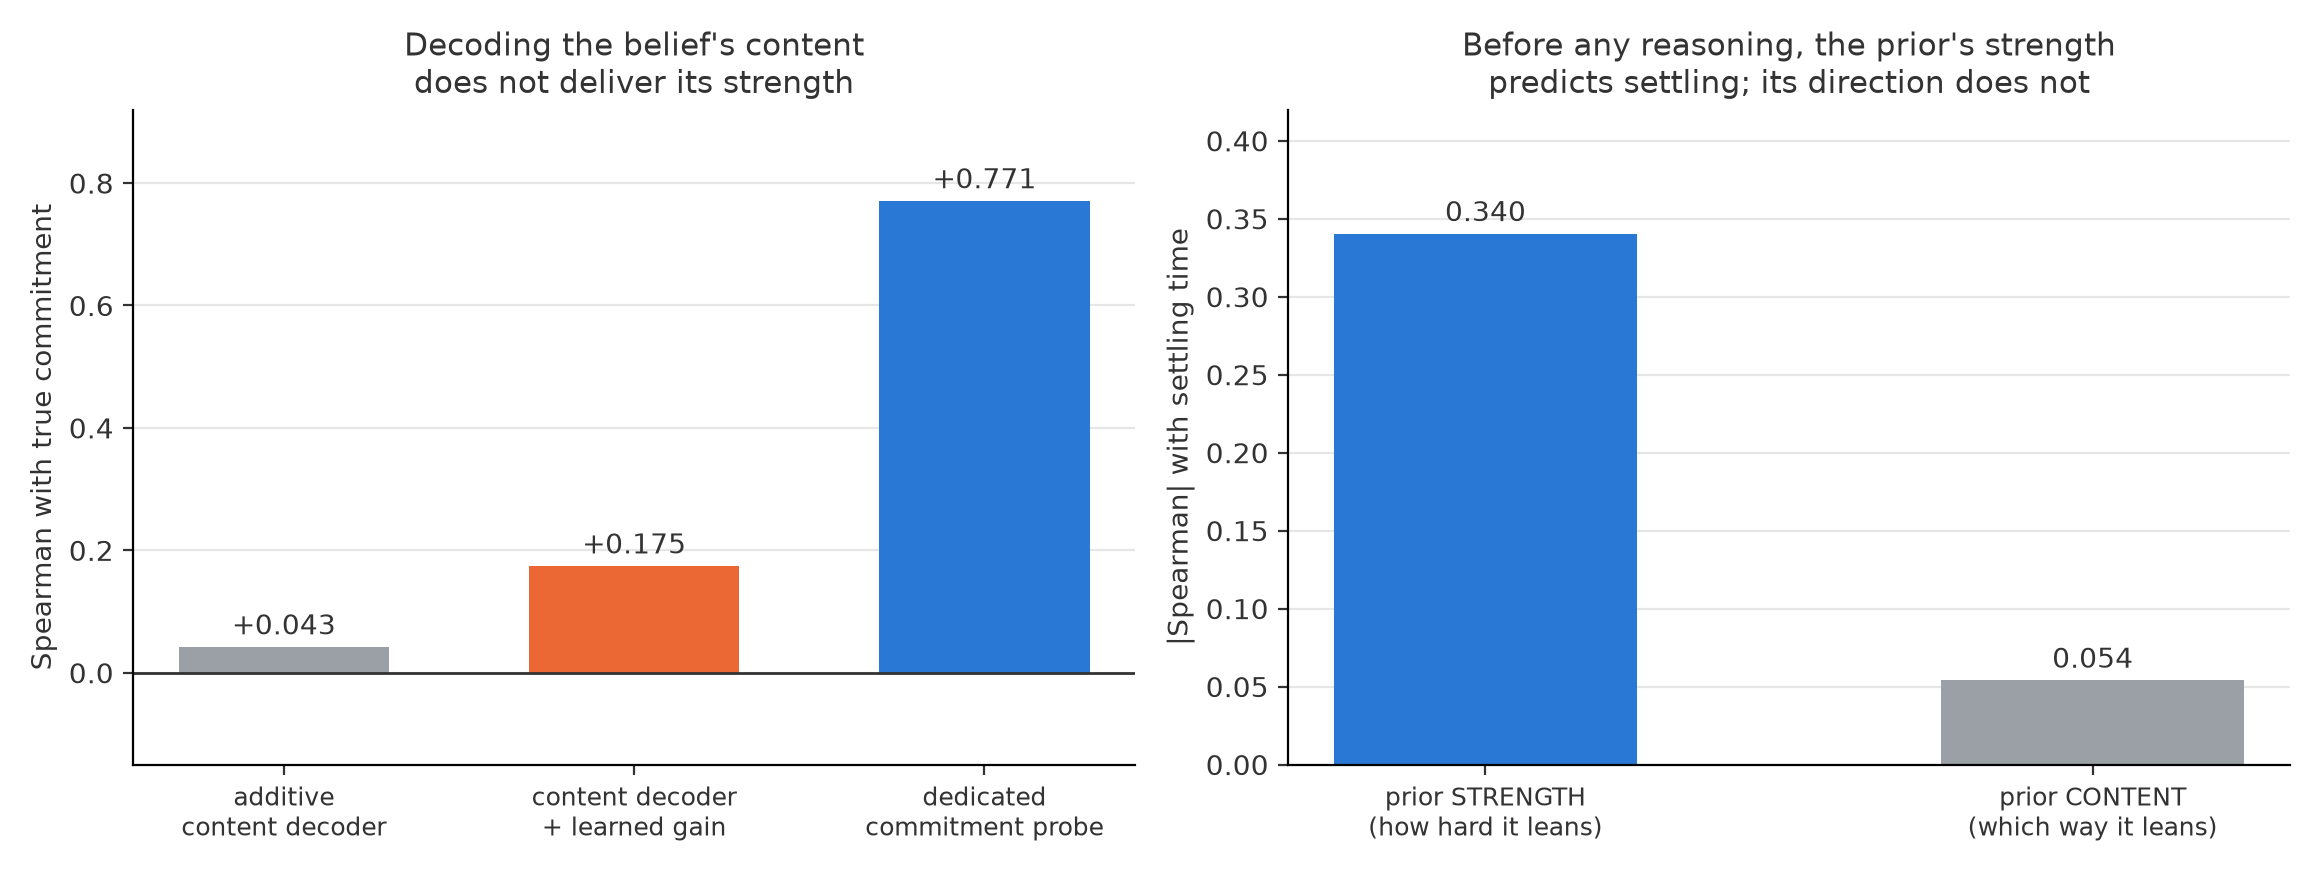 Decoding the belief's content
does not deliver its strength
Spearman with true commitment
0.8
0.6
0.4
0.2
0.0
+0.043
+0.175
+0.771
additive
content decoder
content decoder
+ learned gain
dedicated
commitment probe
Before any reasoning, the prior's strength
predicts settling; its direction does not
|Spearman| with settling time
0.40
0.35
0.30
0.25
0.20
0.15
0.10
0.05
0.00
0.340
0.054
prior STRENGTH
(how hard it leans)
prior CONTENT
(which way it leans)